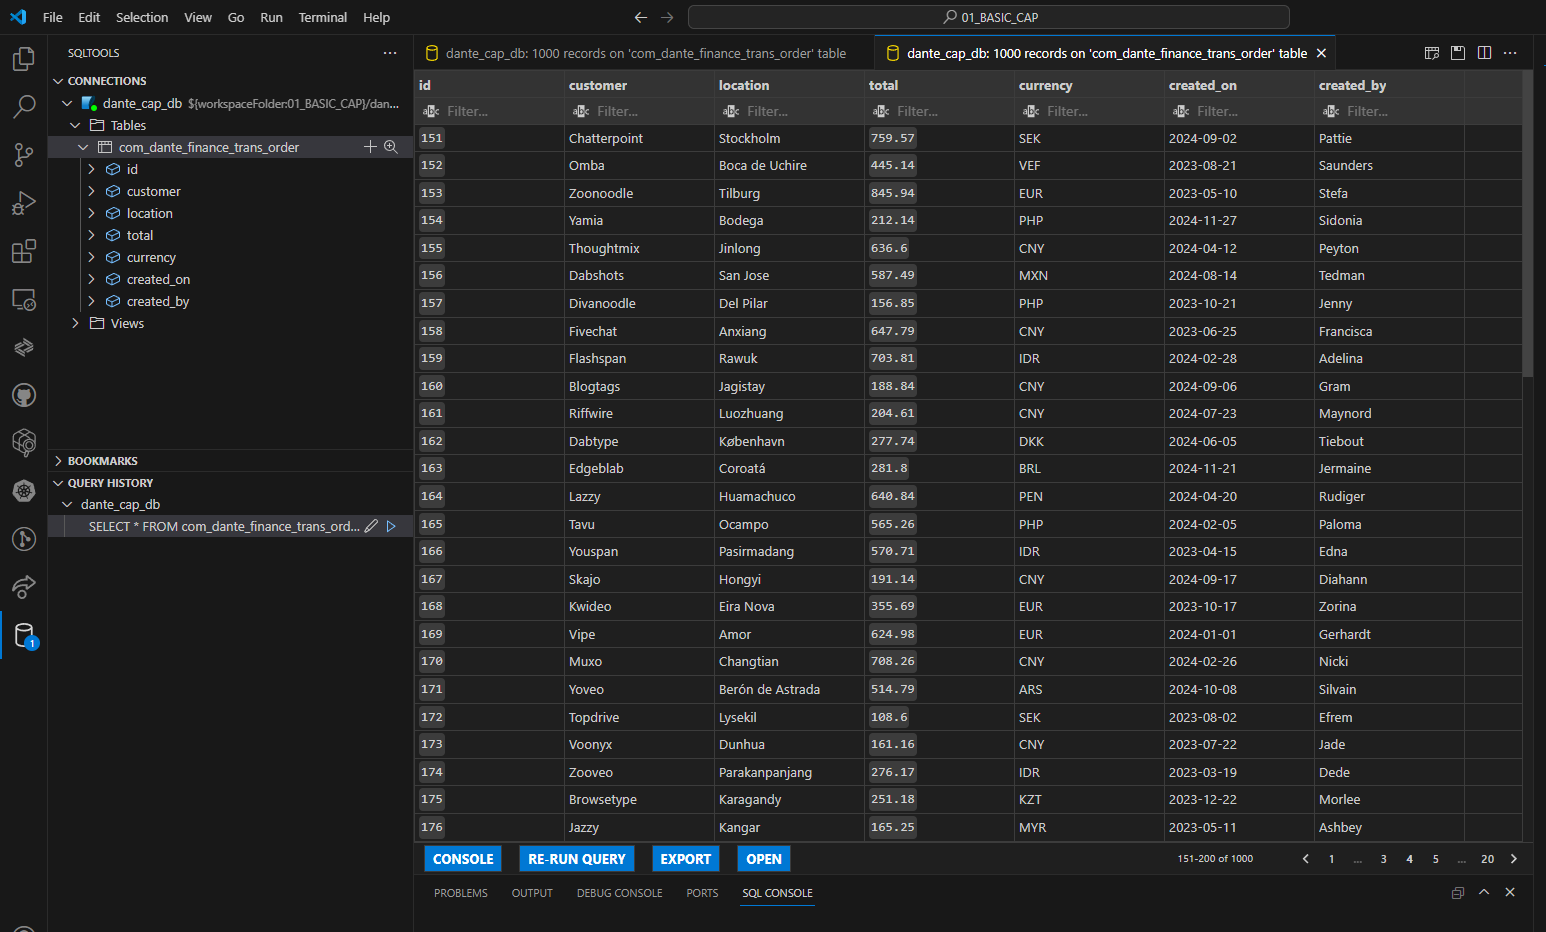 File Edit Selection View Go Run Terminal Help
01_BASIC_CAP
SQLTOOLS
CONNECTIONS
dante_cap_db ${workspaceFolder:01_BASIC_CAP}/dan...
Tables
com_dante_finance_trans_order
id
customer
location
total
currency
created_on
created_by
Views
BOOKMARKS
QUERY HISTORY
dante_cap_db
SELECT * FROM com_dante_finance_trans_ord...
1
dante_cap_db: 1000 records on 'com_dante_finance_trans_order' table
dante_cap_db: 1000 records on 'com_dante_finance_trans_order' table
id customer location total currency created_on created_by
abc Filter... abc Filter... abc Filter... abc Filter... abc Filter... abc Filter... abc Filter...
151 Chatterpoint Stockholm 759.57 SEK 2024-09-02 Pattie
152 Omba Boca de Uchire 445.14 VEF 2023-08-21 Saunders
153 Zoonoodle Tilburg 845.94 EUR 2023-05-10 Stefa
154 Yamia Bodega 212.14 PHP 2024-11-27 Sidonia
155 Thoughtmix Jinlong 636.6 CNY 2024-04-12 Peyton
156 Dabshots San Jose 587.49 MXN 2024-08-14 Tedman
157 Divanoodle Del Pilar 156.85 PHP 2023-10-21 Jenny
158 Fivechat Anxiang 647.79 CNY 2023-06-25 Francisca
159 Flashspan Rawuk 703.81 IDR 2024-02-28 Adelina
160 Blogtags Jagistay 188.84 CNY 2024-09-06 Gram
161 Riffwire Luozhuang 204.61 CNY 2024-07-23 Maynord
162 Dabtype København 277.74 DKK 2024-06-05 Tiebout
163 Edgeblab Coroatá 281.8 BRL 2024-11-21 Jermaine
164 Lazzy Huamachuco 640.84 PEN 2024-04-20 Rudiger
165 Tavu Ocampo 565.26 PHP 2024-02-05 Paloma
166 Youspan Pasirmadang 570.71 IDR 2023-04-15 Edna
167 Skajo Hongyi 191.14 CNY 2024-09-17 Diahann
168 Kwideo Eira Nova 355.69 EUR 2023-10-17 Zorina
169 Vipe Amor 624.98 EUR 2024-01-01 Gerhardt
170 Muxo Changtian 708.26 CNY 2024-02-26 Nicki
171 Yoveo Berón de Astrada 514.79 ARS 2024-10-08 Silvain
172 Topdrive Lysekil 108.6 SEK 2023-08-02 Efrem
173 Voonyx Dunhua 161.16 CNY 2023-07-22 Jade
174 Zooveo Parakanpanjang 276.17 IDR 2023-03-19 Dede
175 Browsetype Karagandy 251.18 KZT 2023-12-22 Morlee
176 Jazzy Kangar 165.25 MYR 2023-05-11 Ashbey
CONSOLE RE-RUN QUERY EXPORT OPEN 151-200 of 1000 1 ... 3 4 5 ... 20
PROBLEMS OUTPUT DEBUG CONSOLE PORTS SQL CONSOLE